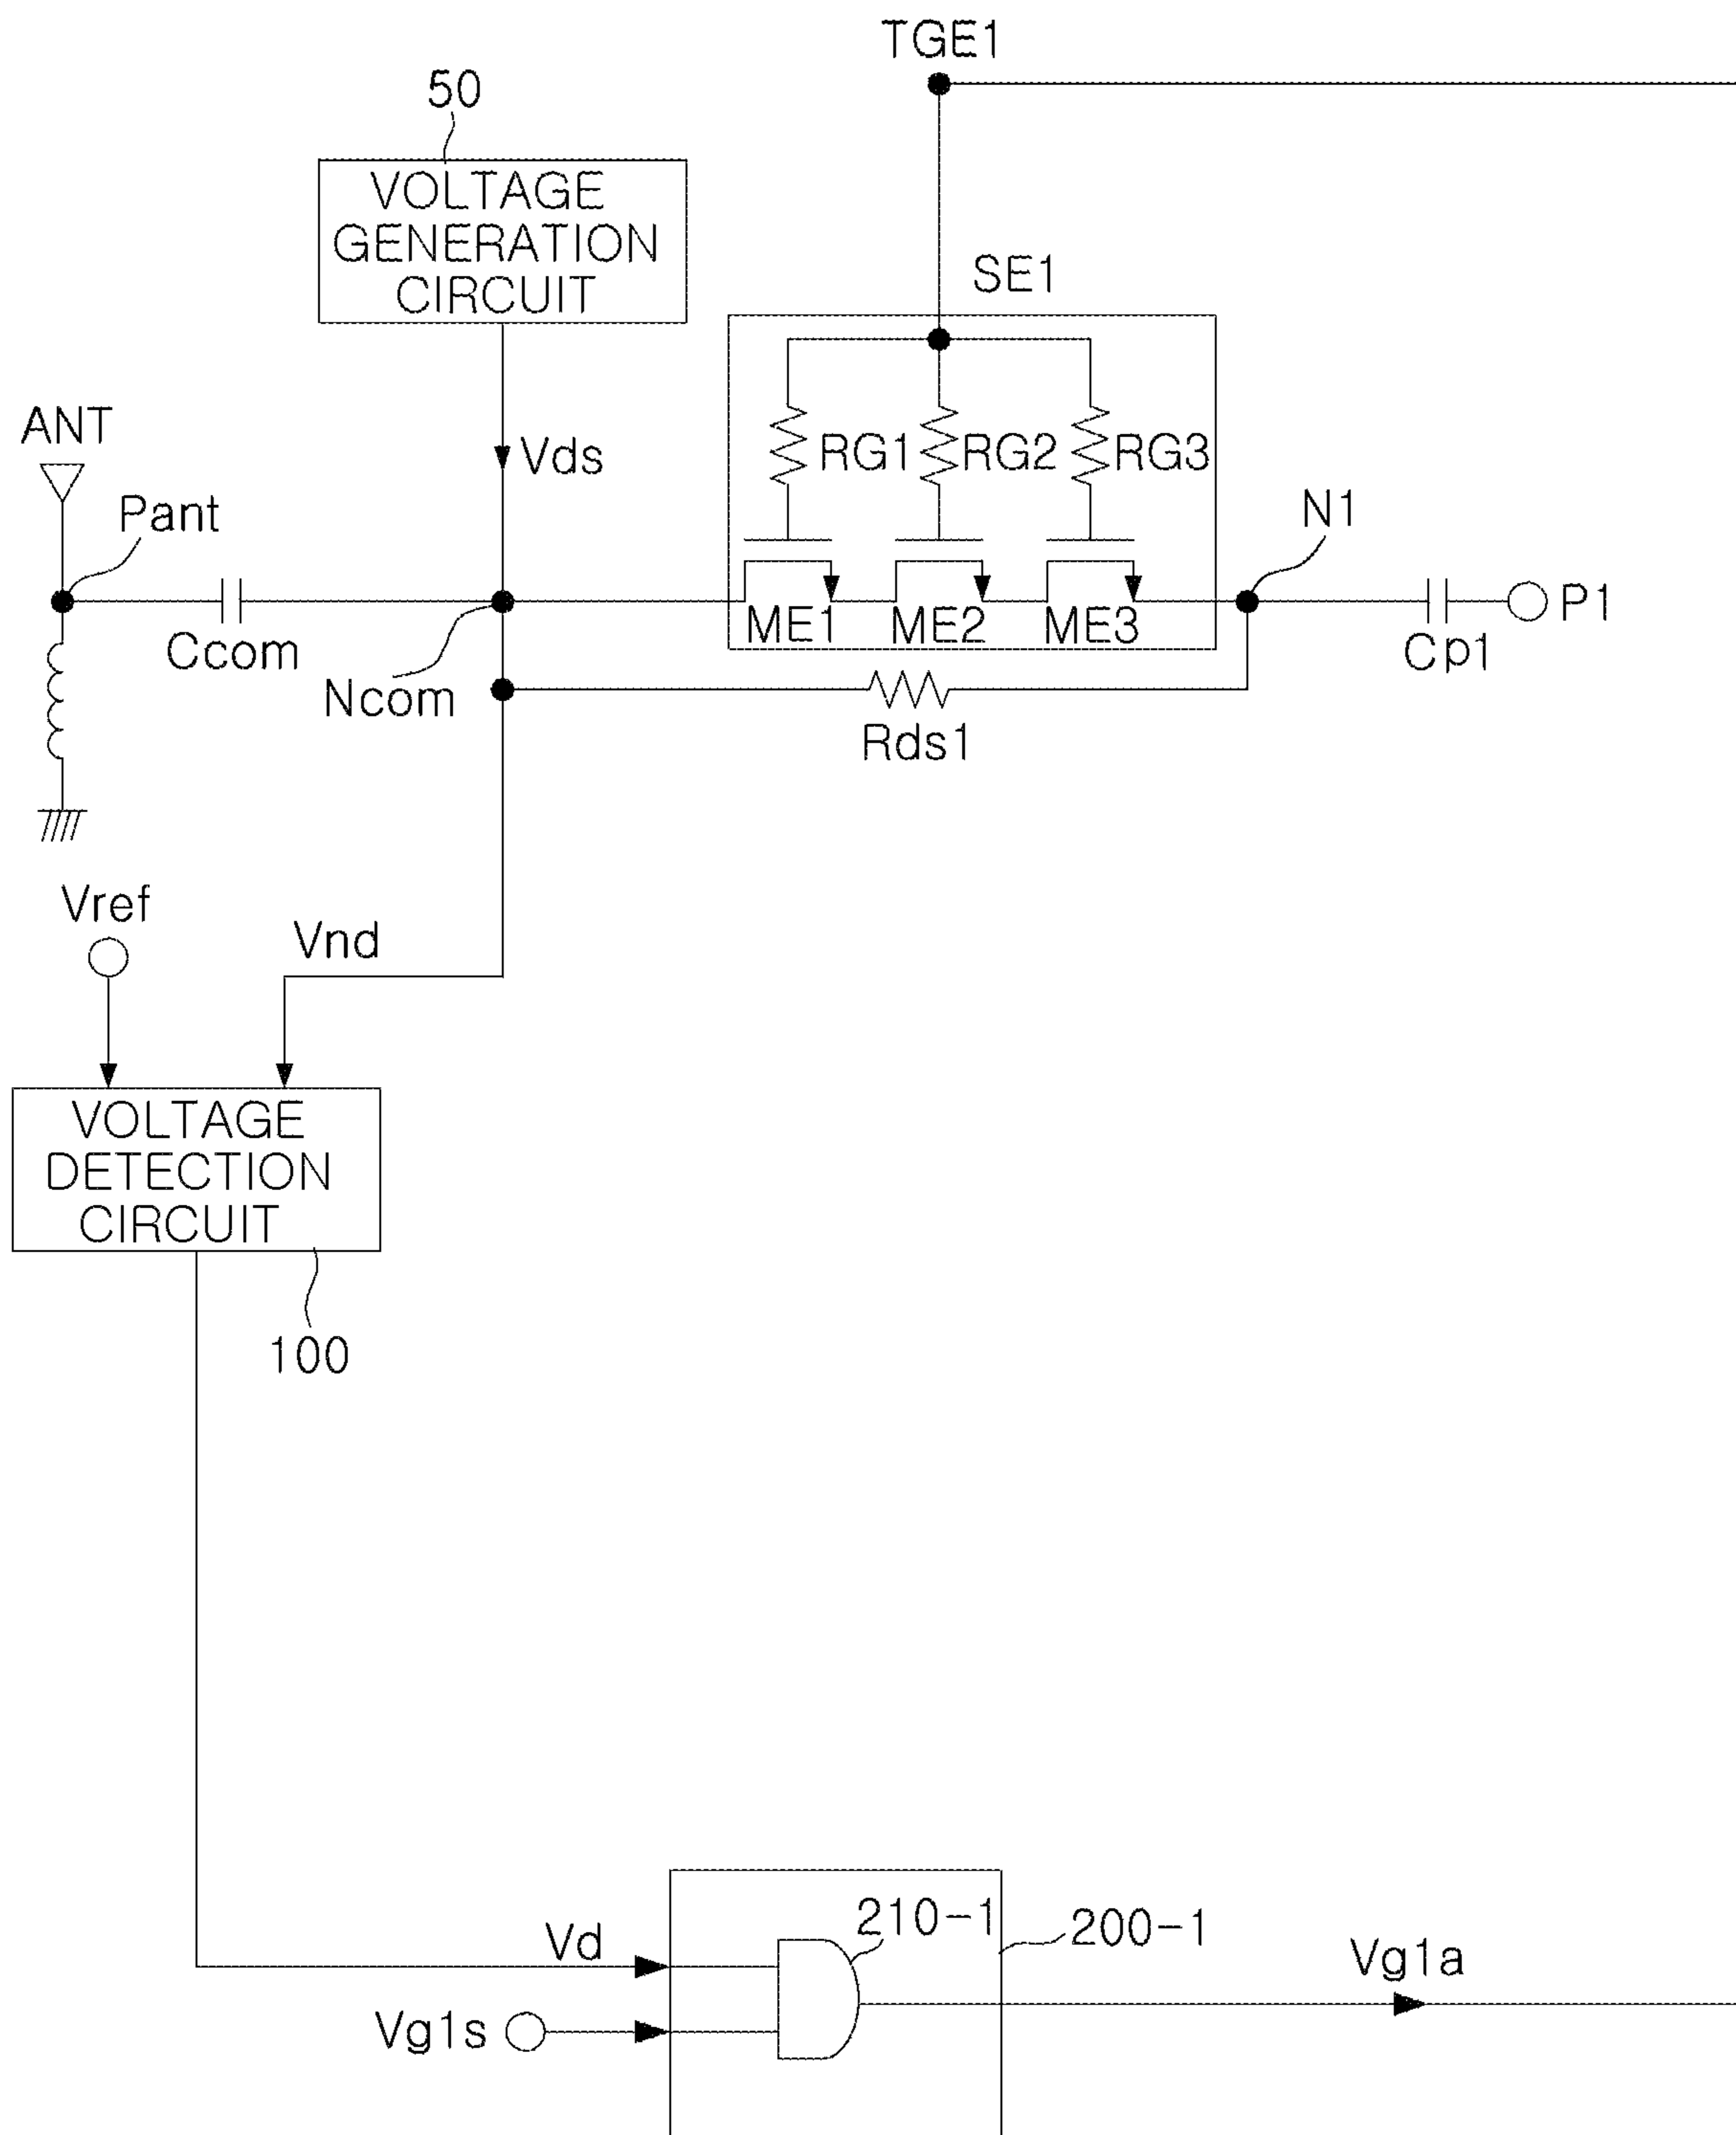 TGE1
50
VOLTAGE
GENERATION
CIRCUIT
SE1
ANT
Vds
RG1
RG2
RG3
Pant
N1
ME1
ME2
ME3
P1
Ccom
Cp1
Ncom
Rds1
Vref
Vnd
VOLTAGE
DETECTION
CIRCUIT
100
210-1
200-1
Vd
Vg1a
Vg1s